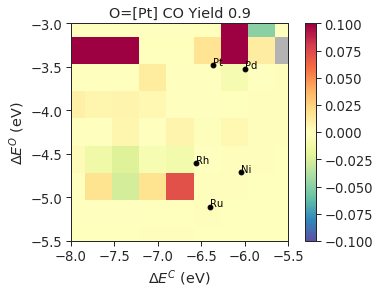 O=[Pt] CO Yield 0.9
−3.0
−3.5
−4.0
−4.5
−5.0
−5.5
ΔE^O (eV)
Pt
Pd
Rh
Ni
Ru
−8.0 −7.5 −7.0 −6.5 −6.0 −5.5
ΔE^C (eV)
0.100
0.075
0.050
0.025
0.000
−0.025
−0.050
−0.075
−0.100